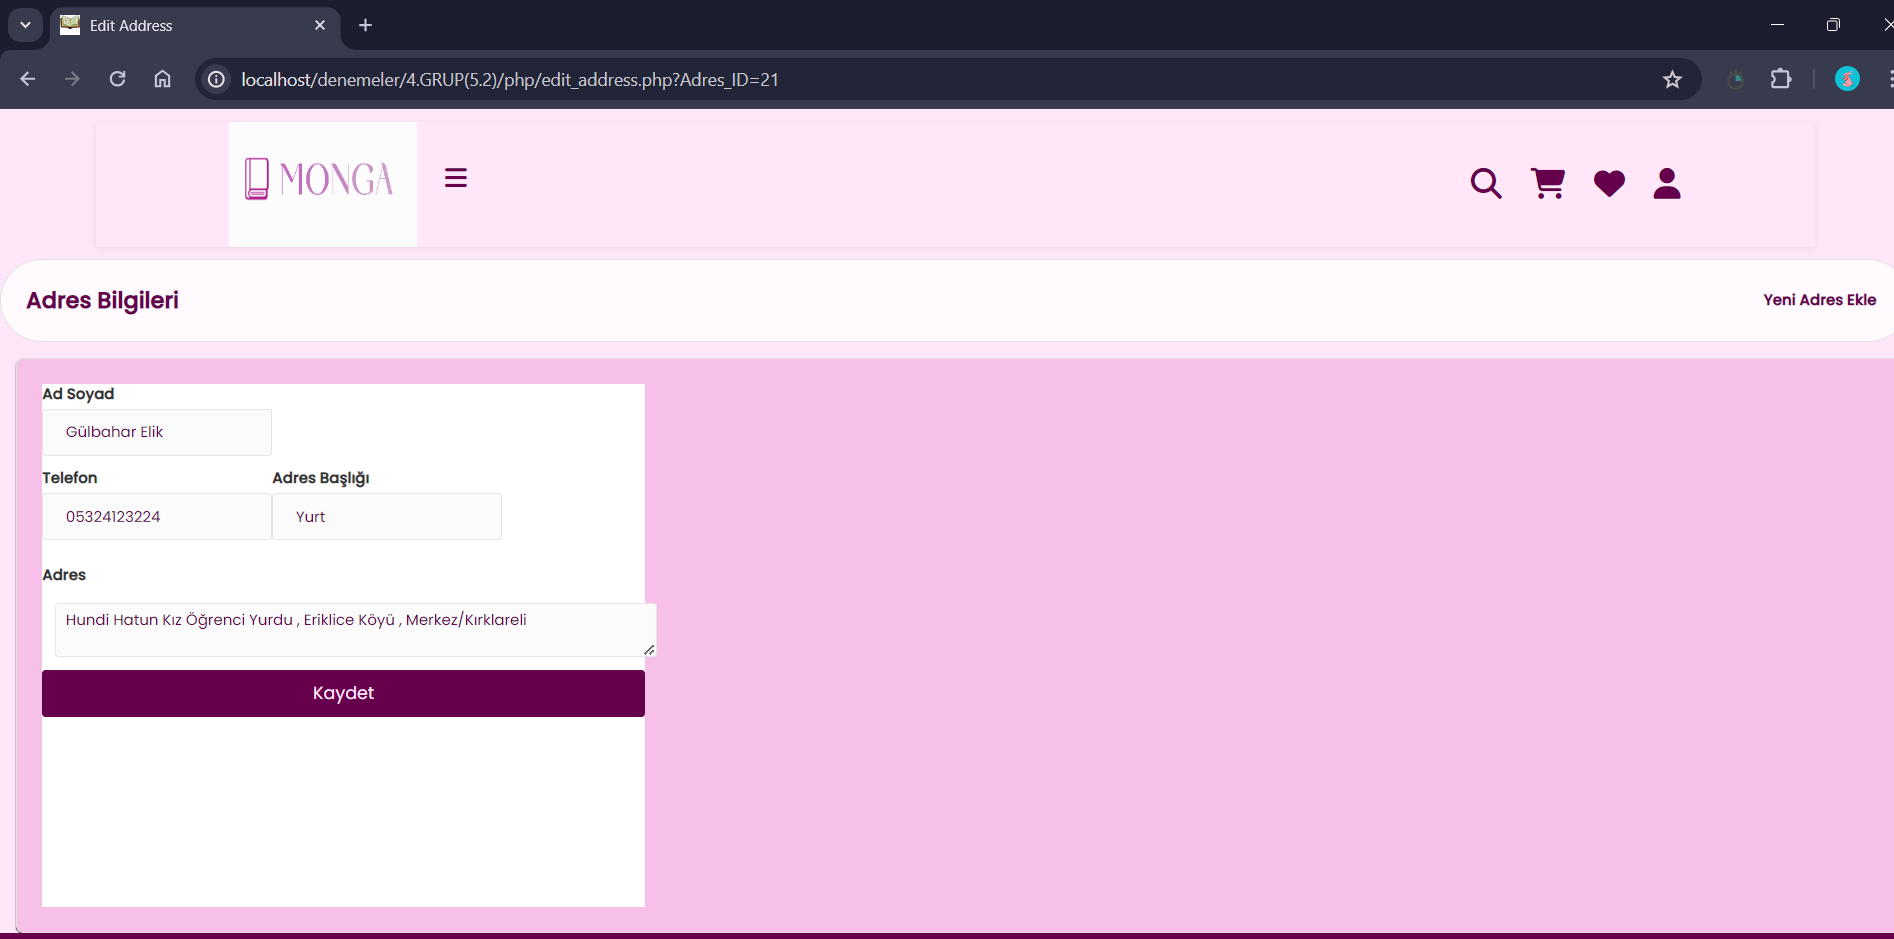 Edit Address
localhost/denemeler/4.GRUP(5.2)/php/edit_address.php?Adres_ID=21
MONGA
Adres Bilgileri
Yeni Adres Ekle
Ad Soyad
Gülbahar Elik
Telefon
Adres Başlığı
05324123224
Yurt
Adres
Hundi Hatun Kız Öğrenci Yurdu , Eriklice Köyü , Merkez/Kırklareli
Kaydet